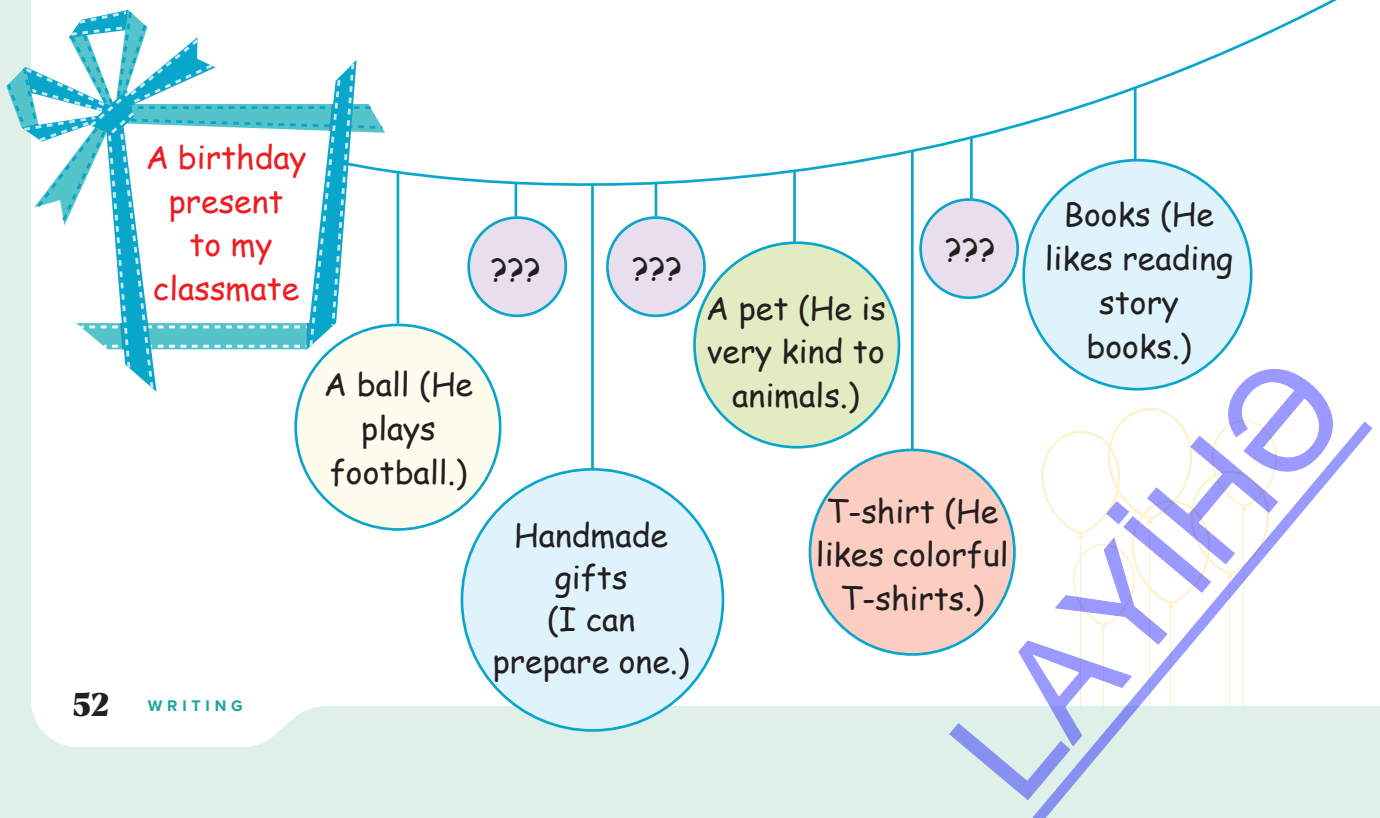 A birthday
present
to my
classmate
A ball (He
plays
football.)
???
Handmade
gifts
(I can
prepare one.)
???
A pet (He is
very kind to
animals.)
T-shirt (He
likes colorful
T-shirts.)
???
Books (He
likes reading
story
books.)
LAYİHƏ
52 WRITING